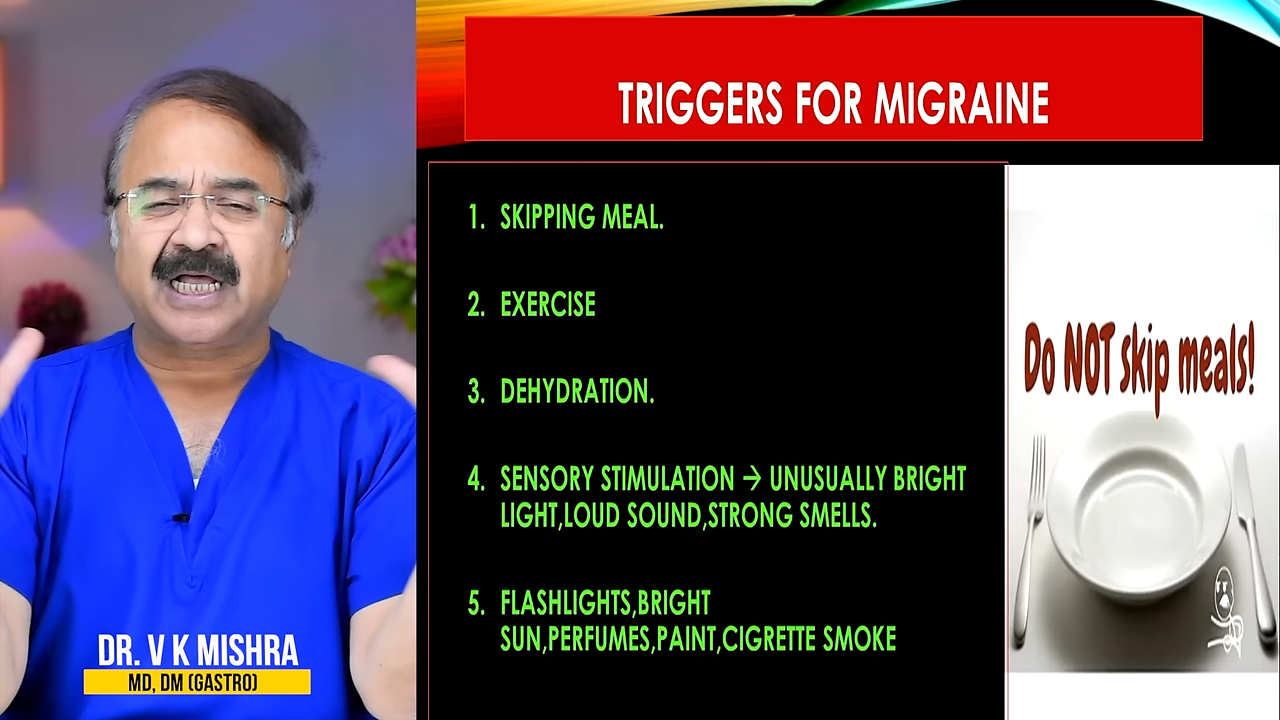 TRIGGERS FOR MIGRAINE
1. SKIPPING MEAL.
2. EXERCISE
3. DEHYDRATION.
4. SENSORY STIMULATION → UNUSUALLY BRIGHT
LIGHT,LOUD SOUND,STRONG SMELLS.
5. FLASHLIGHTS,BRIGHT
SUN,PERFUMES,PAINT,CIGRETTE SMOKE
Do NOT skip meals!
DR. V K MISHRA
MD, DM (GASTRO)